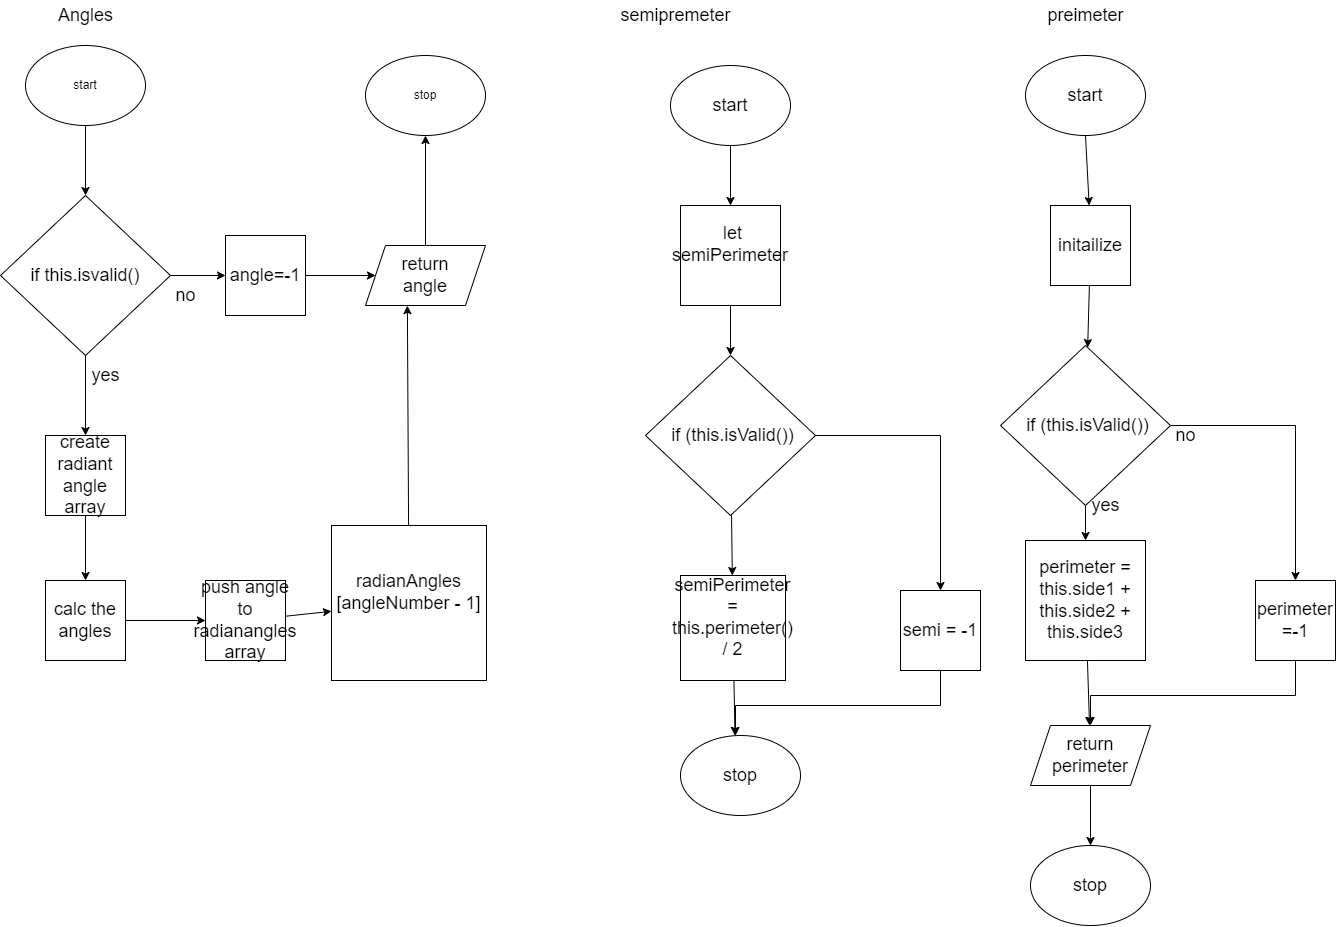 Angles
start
stop
if this.isvalid()
no
angle=-1
return
angle
yes
create
radiant
angle
array
calc the
angles
push angle
to
radianangles
array
radianAngles
[angleNumber - 1]
semipremeter
start
let
semiPerimeter
if (this.isValid())
semiPerimeter
=
this.perimeter()
/ 2
semi = -1
stop
preimeter
start
initailize
if (this.isValid())
no
yes
perimeter =
this.side1 +
this.side2 +
this.side3
perimeter
=-1
return
perimeter
stop